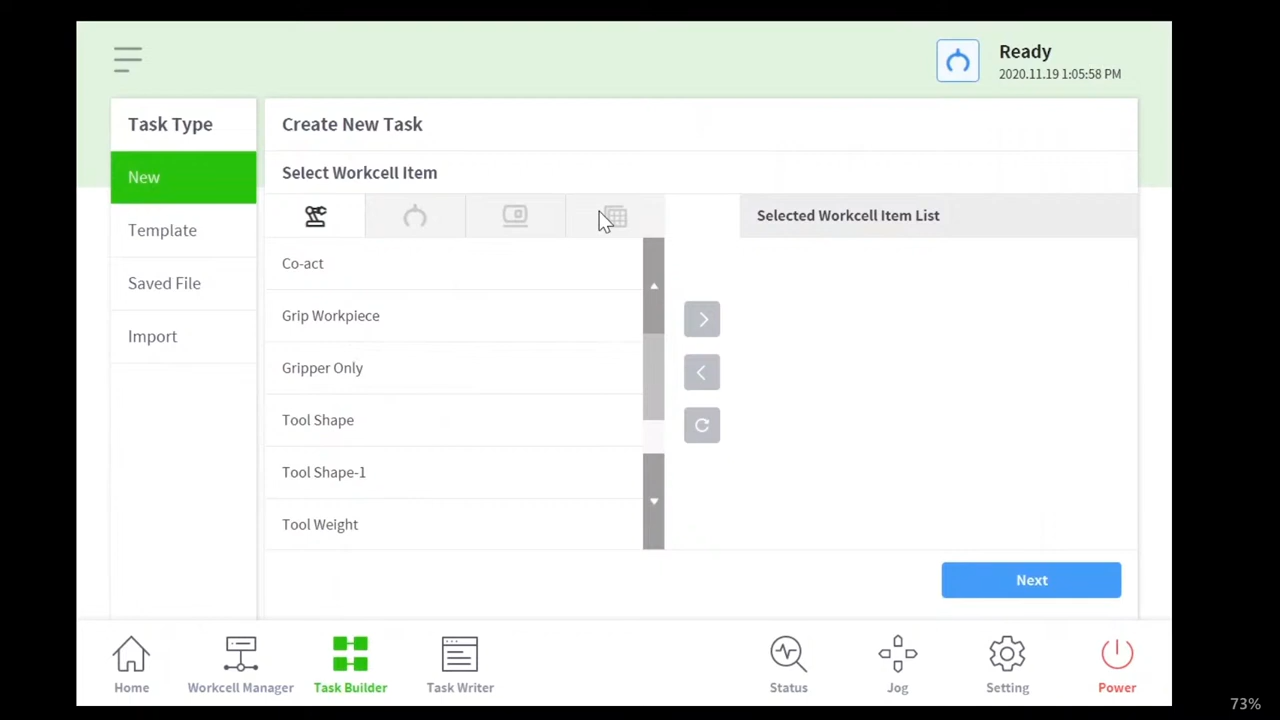 Ready
2020.11.19 1:05:58 PM
Task Type
New
Template
Saved File
Import
Create New Task
Select Workcell Item
Co-act
Grip Workpiece
Gripper Only
Tool Shape
Tool Shape-1
Tool Weight
Selected Workcell Item List
Next
Home
Workcell Manager
Task Builder
Task Writer
Status
Jog
Setting
Power
73%